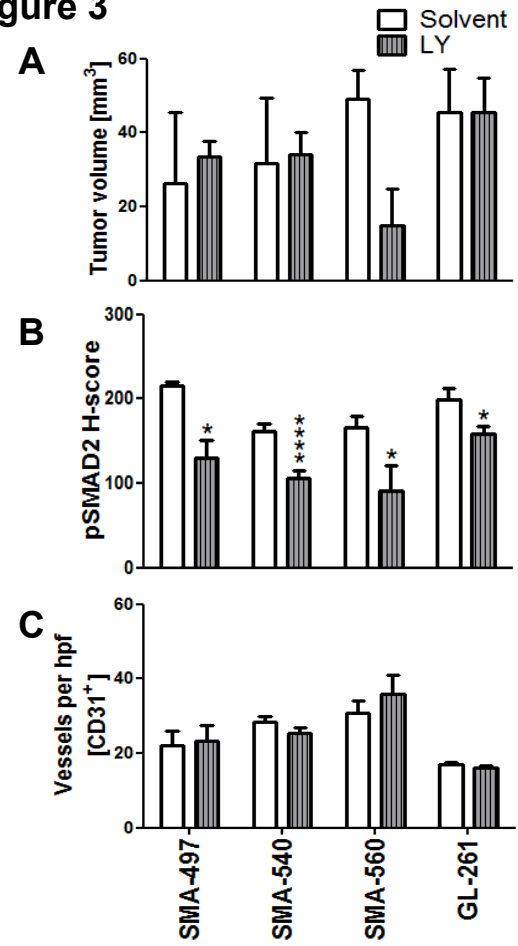 gure 3
Solvent
LY
A
Tumor volume [mm³]
60
40
20
0
B
pSMAD2 H-score
300
200
100
0
*
****
*
*
C
Vessels per hpf
[CD31⁺]
60
40
20
0
SMA-497
SMA-540
SMA-560
GL-261